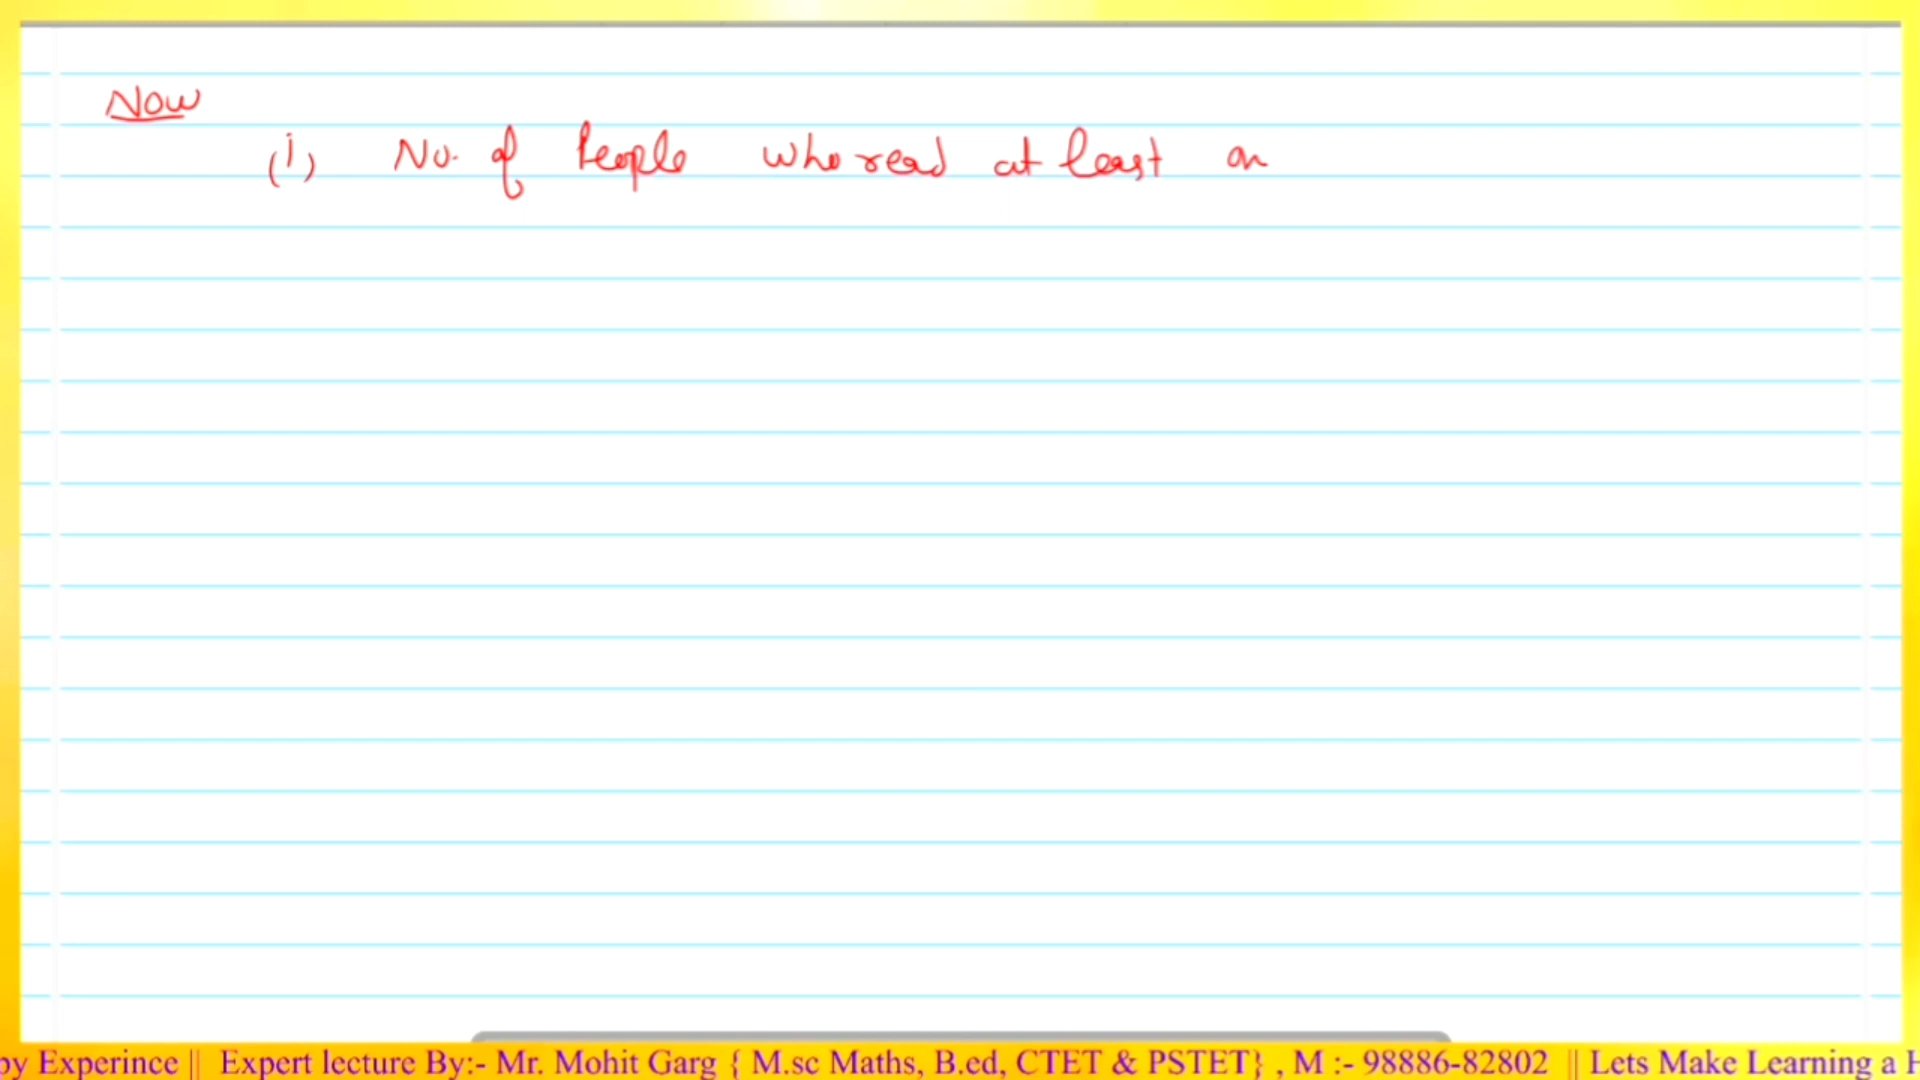 Now
(i) No. of People who read at least on
py Experince || Expert lecture By:- Mr. Mohit Garg { M.sc Maths, B.ed, CTET & PSTET} , M :- 98886-82802 || Lets Make Learning a H